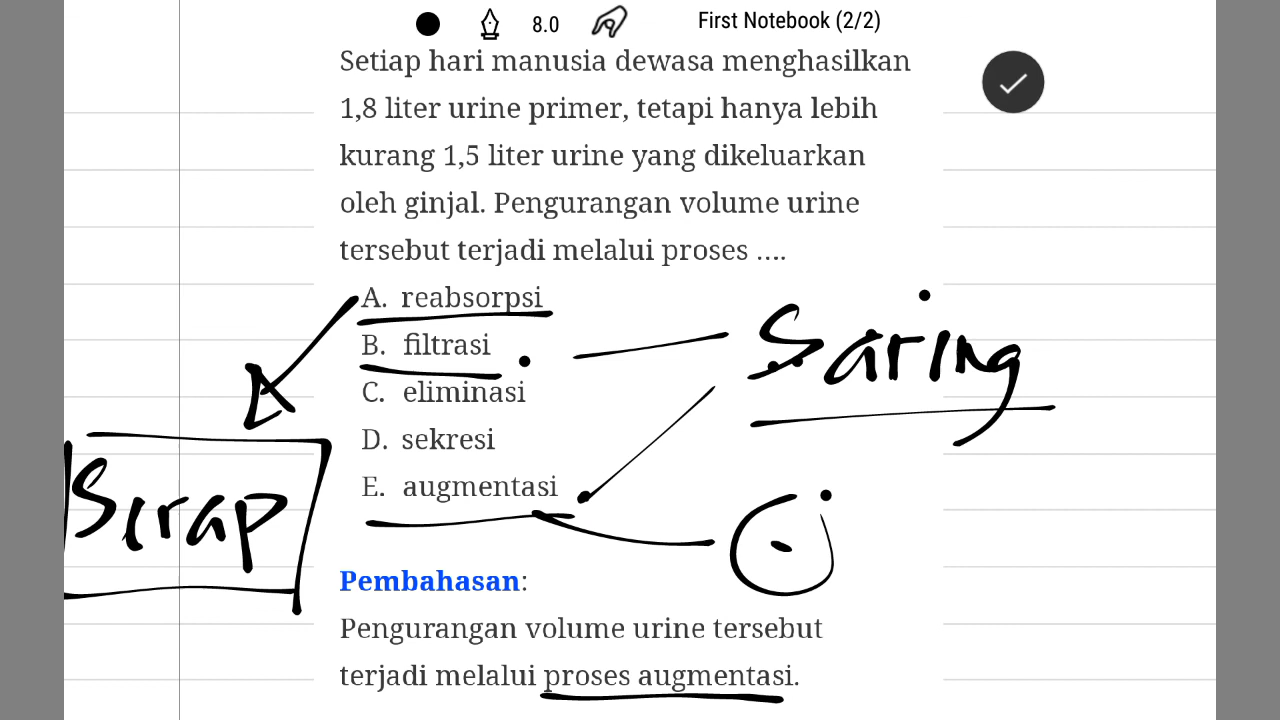 8.0 First Notebook (2/2)
Setiap hari manusia dewasa menghasilkan
1,8 liter urine primer, tetapi hanya lebih
kurang 1,5 liter urine yang dikeluarkan
oleh ginjal. Pengurangan volume urine
tersebut terjadi melalui proses ....
A. reabsorpsi
B. filtrasi
C. eliminasi
D. sekresi
E. augmentasi
Saring
Serap
Pembahasan:
Pengurangan volume urine tersebut
terjadi melalui proses augmentasi.